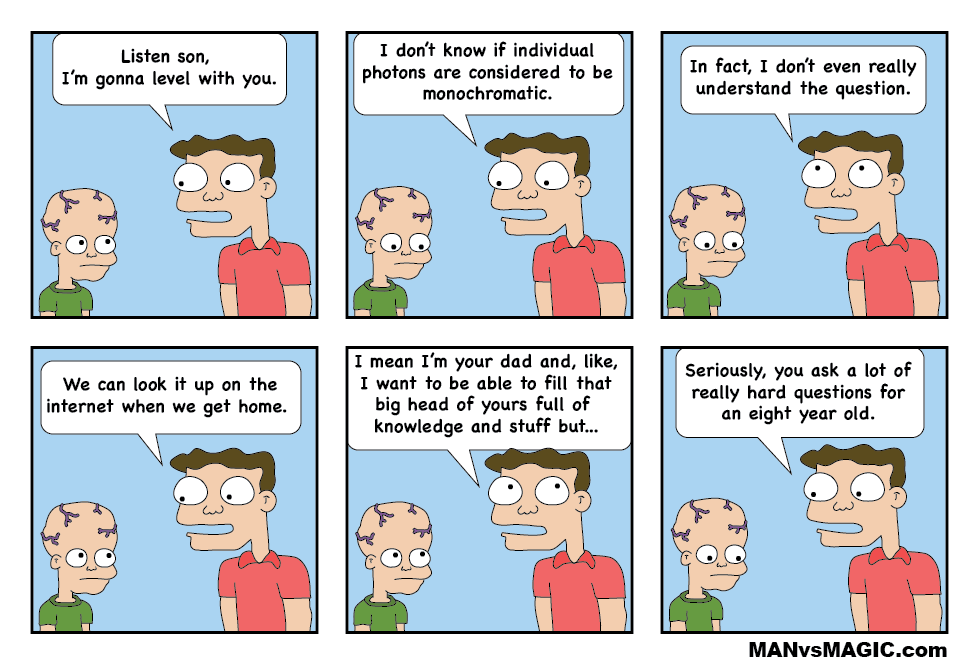 Listen son,
I'm gonna level with you.
I don't know if individual
photons are considered to be
monochromatic.
In fact, I don't even really
understand the question.
We can look it up on the
internet when we get home.
I mean I'm your dad and, like,
I want to be able to fill that
big head of yours full of
knowledge and stuff but...
Seriously, you ask a lot of
really hard questions for
an eight year old.
MANvsMAGIC.com